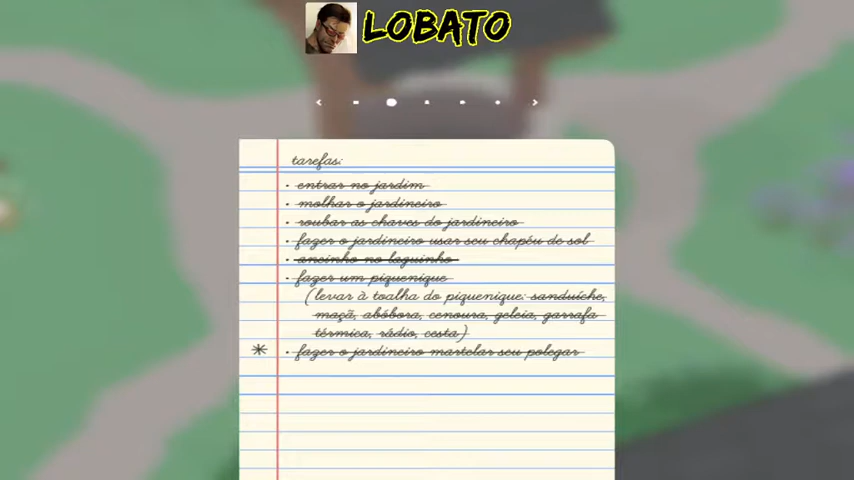 LOBATO
tarefas:
· entrar no jardim
· molhar o jardineiro
· roubar as chaves do jardineiro
· fazer o jardineiro usar seu chapéu de sol
· ancinho no laguinho
· fazer um piquenique
(levar à toalha do piquenique: sanduíche,
maçã, abóbora, cenoura, geleia, garrafa
térmica, rádio, cesta)
* · fazer o jardineiro martelar seu polegar